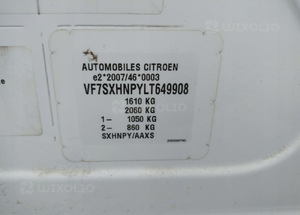 AUTOMOBILES CITROEN
e2*2007/46*0003
VF7SXHNPYLT649908
1610 KG
2060 KG
1- 1050 KG
2- 860 KG
SXHNPY/AAXS
WIXOLIO